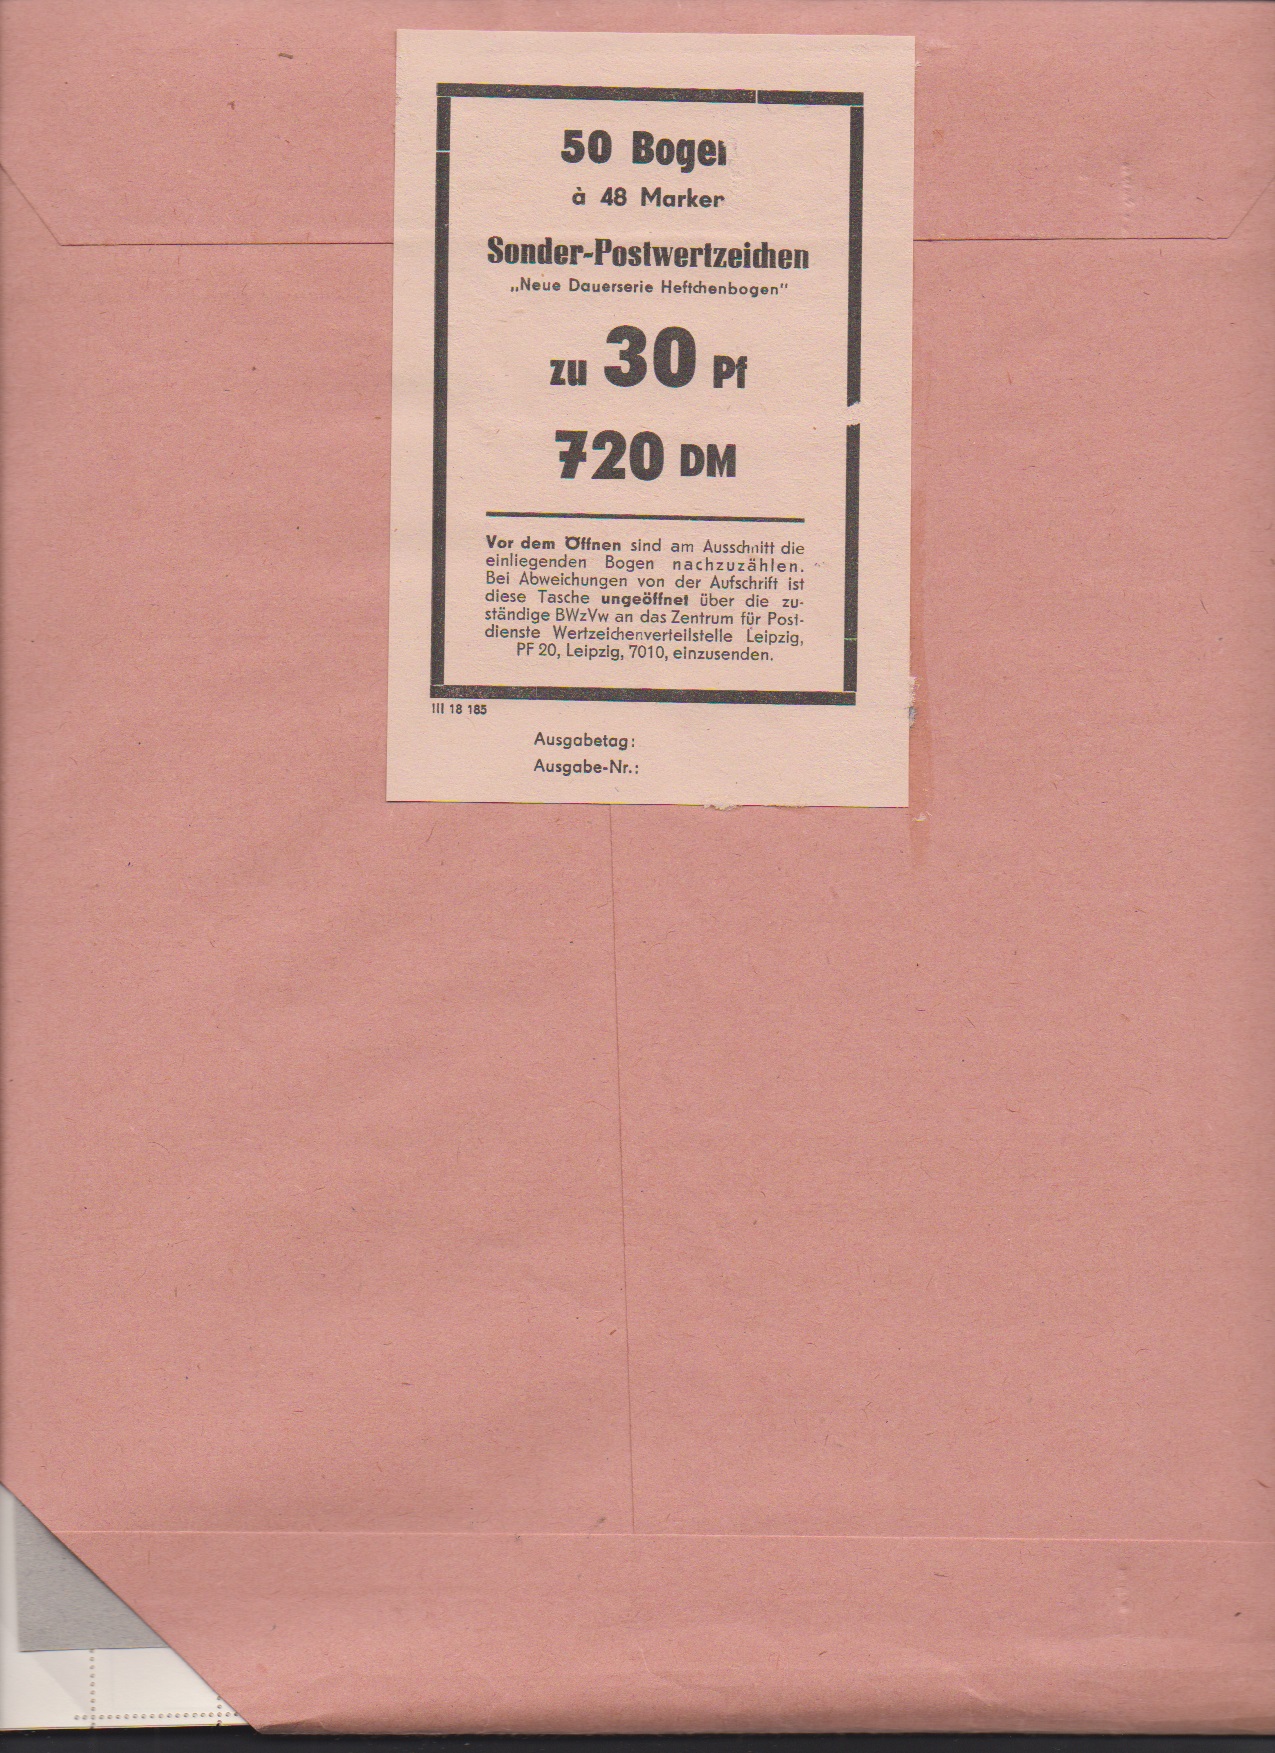 50 Bogen
à 48 Marken
Sonder-Postwertzeichen
„Neue Dauerserie Heftchenbogen"
zu 30 Pf
720 DM
Vor dem Öffnen sind am Ausschnitt die
einliegenden Bogen nachzuzählen.
Bei Abweichungen von der Aufschrift ist
diese Tasche ungeöffnet über die zu-
ständige BWzVw an das Zentrum für Post-
dienste Wertzeichenverteilstelle Leipzig,
PF 20, Leipzig, 7010, einzusenden.
III 18 185
Ausgabetag:
Ausgabe-Nr.: